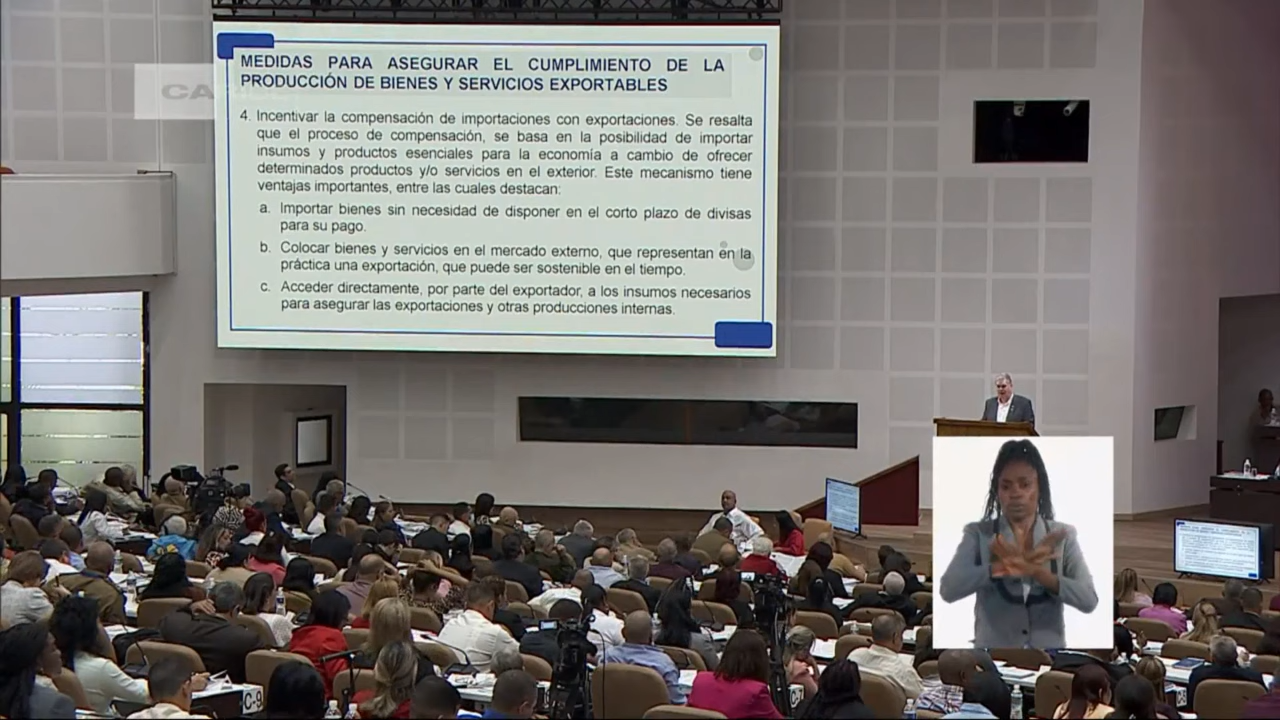 MEDIDAS PARA ASEGURAR EL CUMPLIMIENTO DE LA
PRODUCCIÓN DE BIENES Y SERVICIOS EXPORTABLES
4. Incentivar la compensación de importaciones con exportaciones. Se resalta
que el proceso de compensación, se basa en la posibilidad de importar
insumos y productos esenciales para la economía a cambio de ofrecer
determinados productos y/o servicios en el exterior. Este mecanismo tiene
ventajas importantes, entre las cuales destacan:
a. Importar bienes sin necesidad de disponer en el corto plazo de divisas
para su pago.
b. Colocar bienes y servicios en el mercado externo, que representan en la
práctica una exportación, que puede ser sostenible en el tiempo.
c. Acceder directamente, por parte del exportador, a los insumos necesarios
para asegurar las exportaciones y otras producciones internas.
C-9